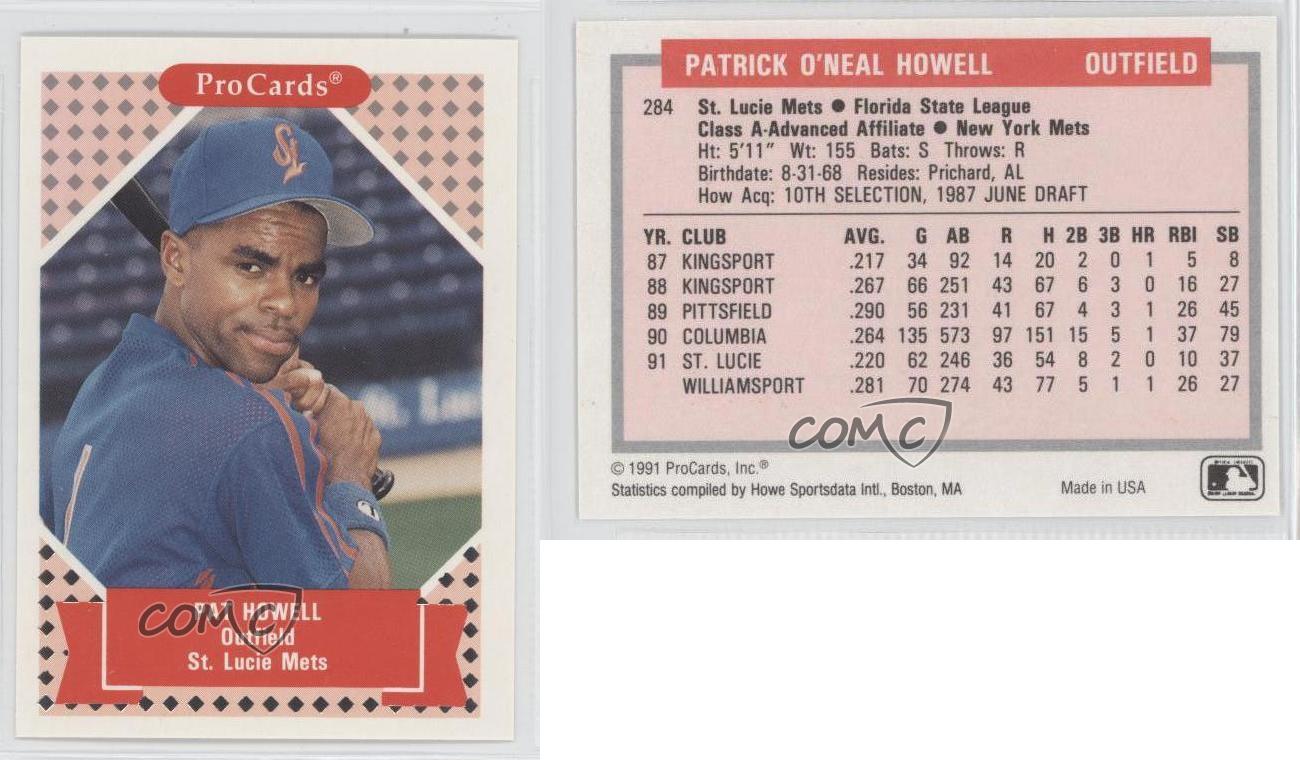 ProCards®
SL
St. Luc
COMC
PAT HOWELL
Outfield
St. Lucie Mets
PATRICK O'NEAL HOWELL OUTFIELD
284 St. Lucie Mets ● Florida State League
Class A-Advanced Affiliate ● New York Mets
Ht: 5'11" Wt: 155 Bats: S Throws: R
Birthdate: 8-31-68 Resides: Prichard, AL
How Acq: 10TH SELECTION, 1987 JUNE DRAFT
YR. CLUB AVG. G AB R H 2B 3B HR RBI SB
87 KINGSPORT .217 34 92 14 20 2 0 1 5 8
88 KINGSPORT .267 66 251 43 67 6 3 0 16 27
89 PITTSFIELD .290 56 231 41 67 4 3 1 26 45
90 COLUMBIA .264 135 573 97 151 15 5 1 37 79
91 ST. LUCIE .220 62 246 36 54 8 2 0 10 37
WILLIAMSPORT .281 70 274 43 77 5 1 1 26 27
COMC
© 1991 ProCards, Inc.®
Statistics compiled by Howe Sportsdata Intl., Boston, MA Made in USA